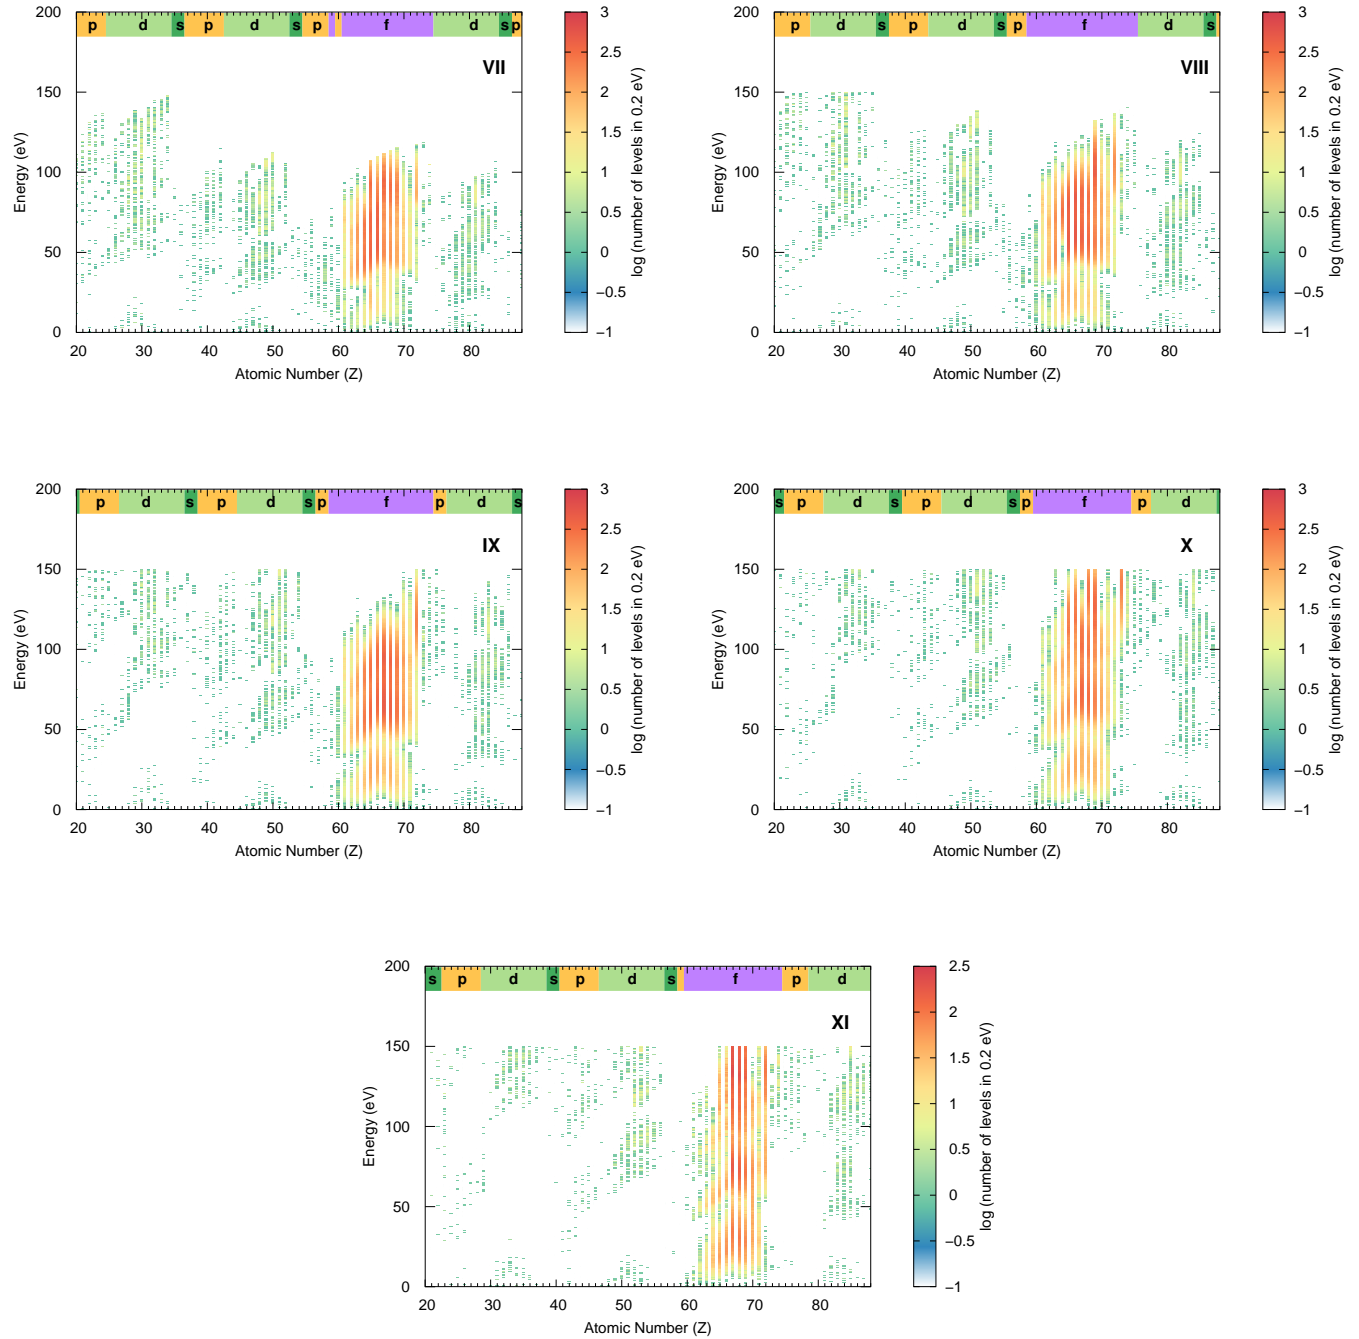 200
150
100
50
0
p d s p d s p f d s p
VII
Energy (eV)
20 30 40 50 60 70 80
Atomic Number (Z)
3
2.5
2
1.5
1
0.5
0
−0.5
−1
log (number of levels in 0.2 eV)
200
150
100
50
0
p d s p d s p f d s
VIII
Energy (eV)
20 30 40 50 60 70 80
Atomic Number (Z)
3
2.5
2
1.5
1
0.5
0
−0.5
−1
log (number of levels in 0.2 eV)
200
150
100
50
0
p d s p d s p f p d s
IX
Energy (eV)
20 30 40 50 60 70 80
Atomic Number (Z)
3
2.5
2
1.5
1
0.5
0
−0.5
−1
log (number of levels in 0.2 eV)
200
150
100
50
0
s p d s p d s p f p d
X
Energy (eV)
20 30 40 50 60 70 80
Atomic Number (Z)
3
2.5
2
1.5
1
0.5
0
−0.5
−1
log (number of levels in 0.2 eV)
200
150
100
50
0
s p d s p d s f p d
XI
Energy (eV)
20 30 40 50 60 70 80
Atomic Number (Z)
2.5
2
1.5
1
0.5
0
−0.5
−1
log (number of levels in 0.2 eV)